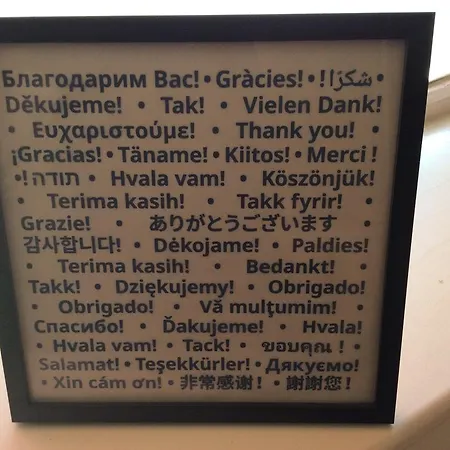 Благодарим Вас! • Gràcies! • شكرًا !
Děkujeme! • Tak! • Vielen Dank!
• Ευχαριστούμε! • Thank you! •
¡Gracias! • Täname! • Kiitos! • Merci !
• תודה! • Hvala vam! • Köszönjük!
• Terima kasih! • Takk fyrir! •
Grazie! • ありがとうございます
감사합니다! • Dėkojame! • Paldies!
• Terima kasih! • Bedankt! •
Takk! • Dziękujemy! • Obrigado!
• Obrigado! • Vă mulţumim! •
Спасибо! • Ďakujeme! • Hvala!
• Hvala vam! • Tack! • ขอบคุณ ! •
Salamat! • Teşekkürler! • Дякуємо!
• Xin cám ơn! • 非常感谢! • 謝謝您!